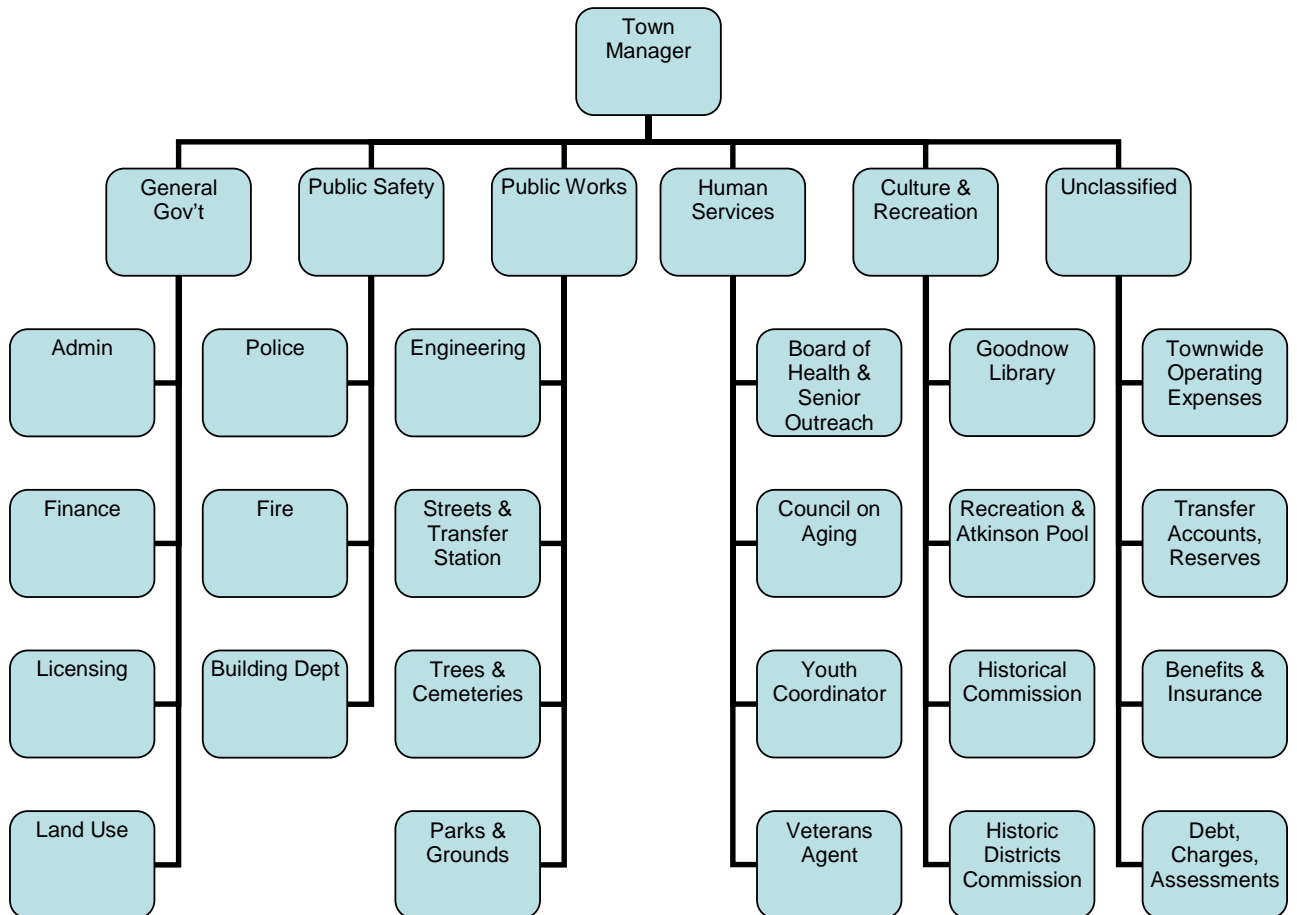 Town
Manager
General
Gov't
Public Safety
Public Works
Human
Services
Culture &
Recreation
Unclassified
Admin
Police
Engineering
Board of
Health &
Senior
Outreach
Goodnow
Library
Townwide
Operating
Expenses
Finance
Fire
Streets &
Transfer
Station
Council on
Aging
Recreation &
Atkinson Pool
Transfer
Accounts,
Reserves
Licensing
Building Dept
Trees &
Cemeteries
Youth
Coordinator
Historical
Commission
Benefits &
Insurance
Land Use
Parks &
Grounds
Veterans
Agent
Historic
Districts
Commission
Debt,
Charges,
Assessments